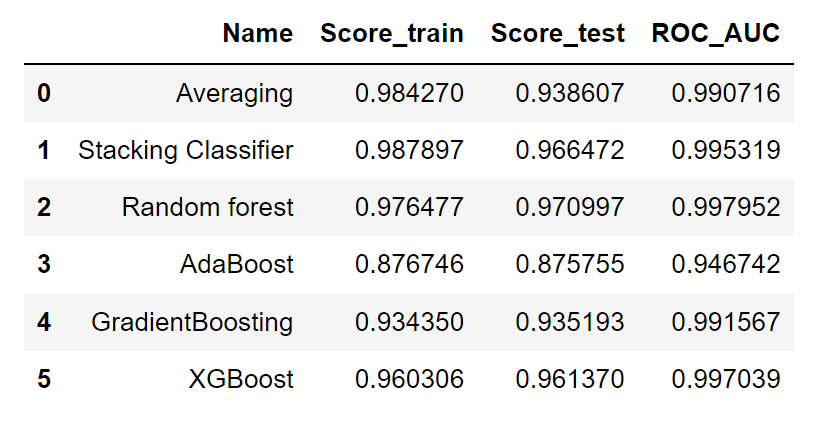 Name Score_train Score_test ROC_AUC
0 Averaging 0.984270 0.938607 0.990716
1 Stacking Classifier 0.987897 0.966472 0.995319
2 Random forest 0.976477 0.970997 0.997952
3 AdaBoost 0.876746 0.875755 0.946742
4 GradientBoosting 0.934350 0.935193 0.991567
5 XGBoost 0.960306 0.961370 0.997039